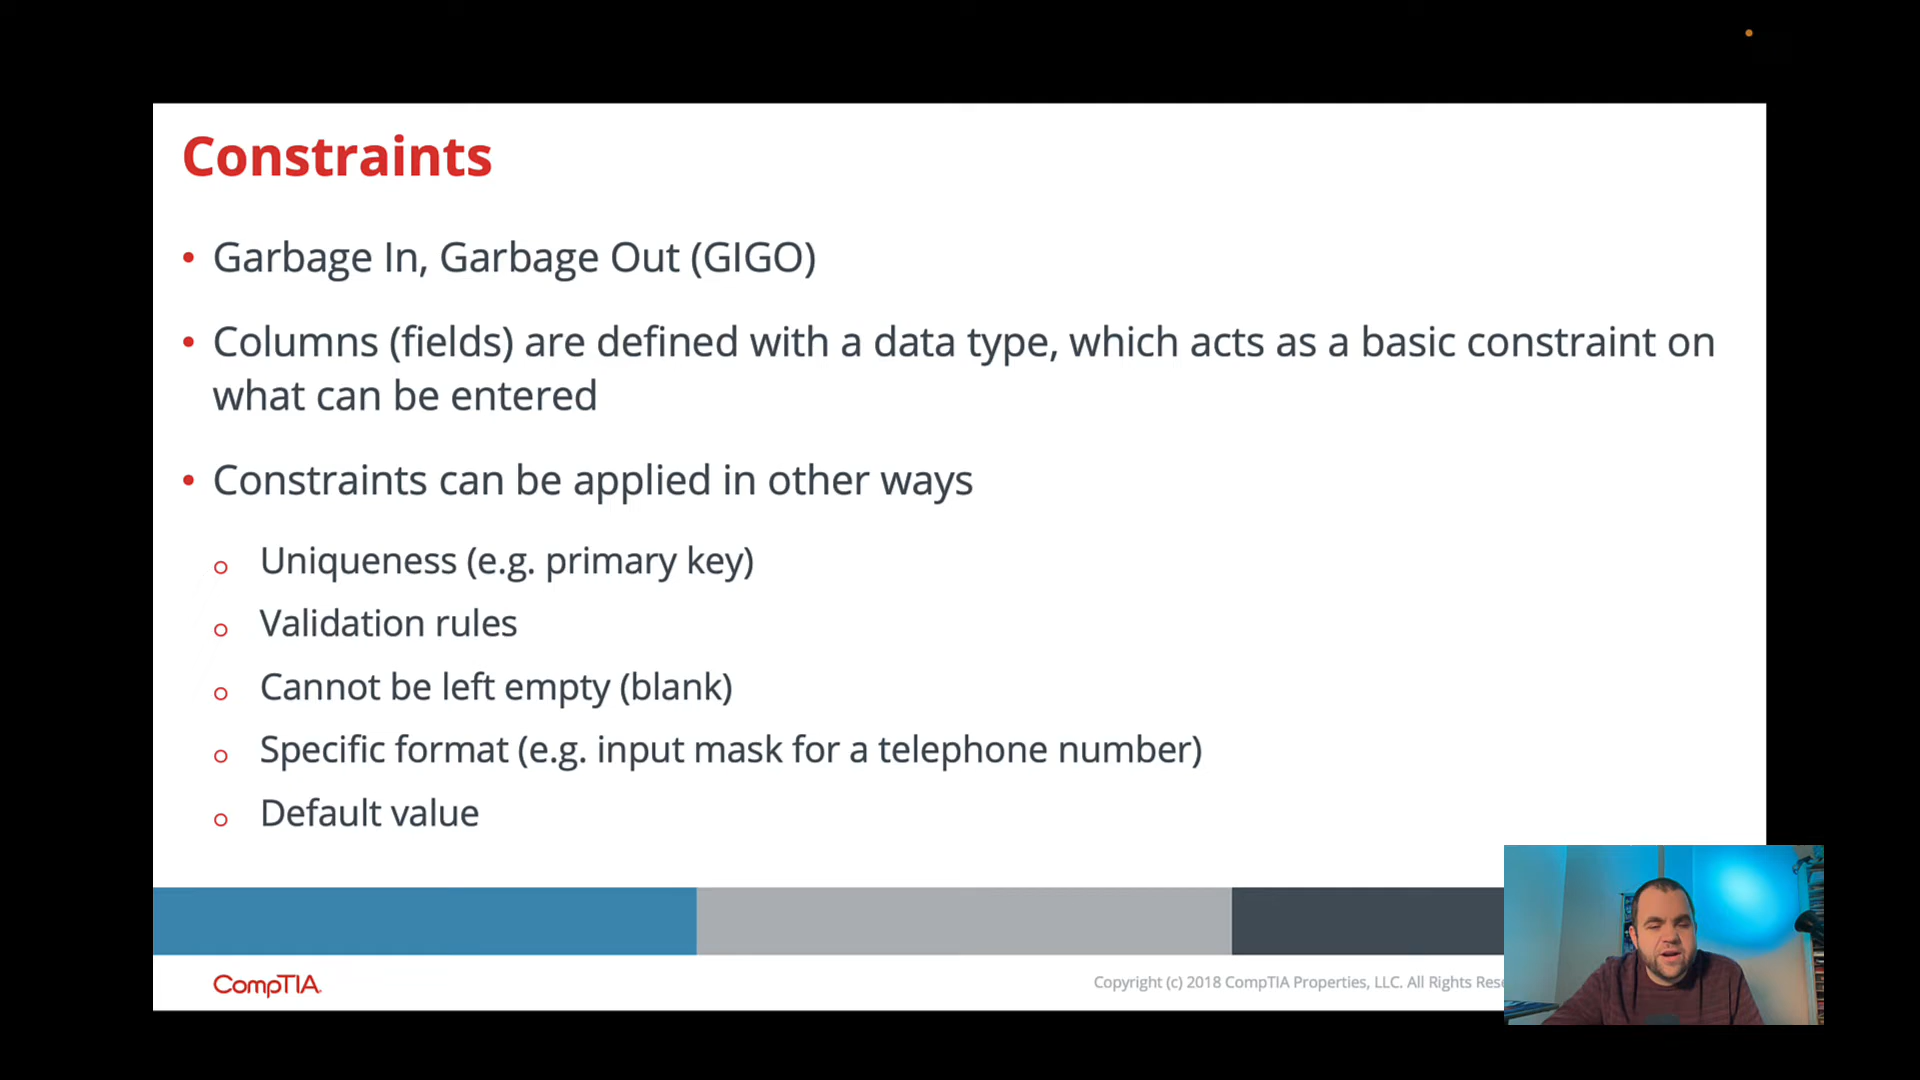 Constraints
• Garbage In, Garbage Out (GIGO)
• Columns (fields) are defined with a data type, which acts as a basic constraint on
what can be entered
• Constraints can be applied in other ways
o Uniqueness (e.g. primary key)
o Validation rules
o Cannot be left empty (blank)
o Specific format (e.g. input mask for a telephone number)
o Default value
CompTIA.
Copyright (c) 2018 CompTIA Properties, LLC. All Rights